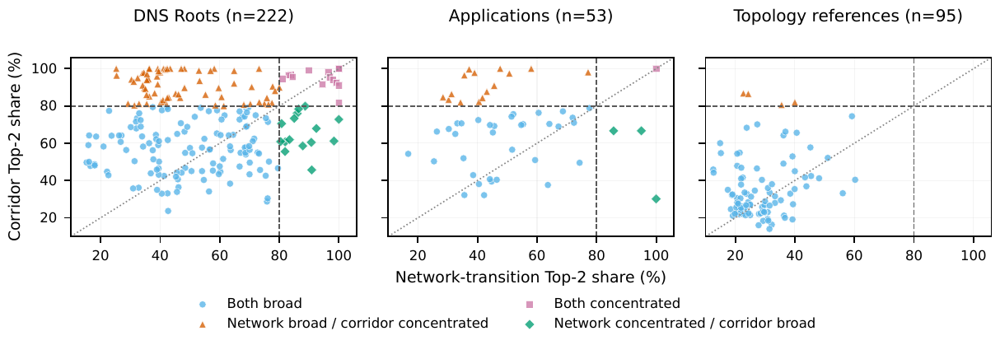 DNS Roots (n=222)
Applications (n=53)
Topology references (n=95)
Corridor Top-2 share (%)
100
80
60
40
20
20 40 60 80 100
20 40 60 80 100
20 40 60 80 100
Network-transition Top-2 share (%)
Both broad
Network broad / corridor concentrated
Both concentrated
Network concentrated / corridor broad